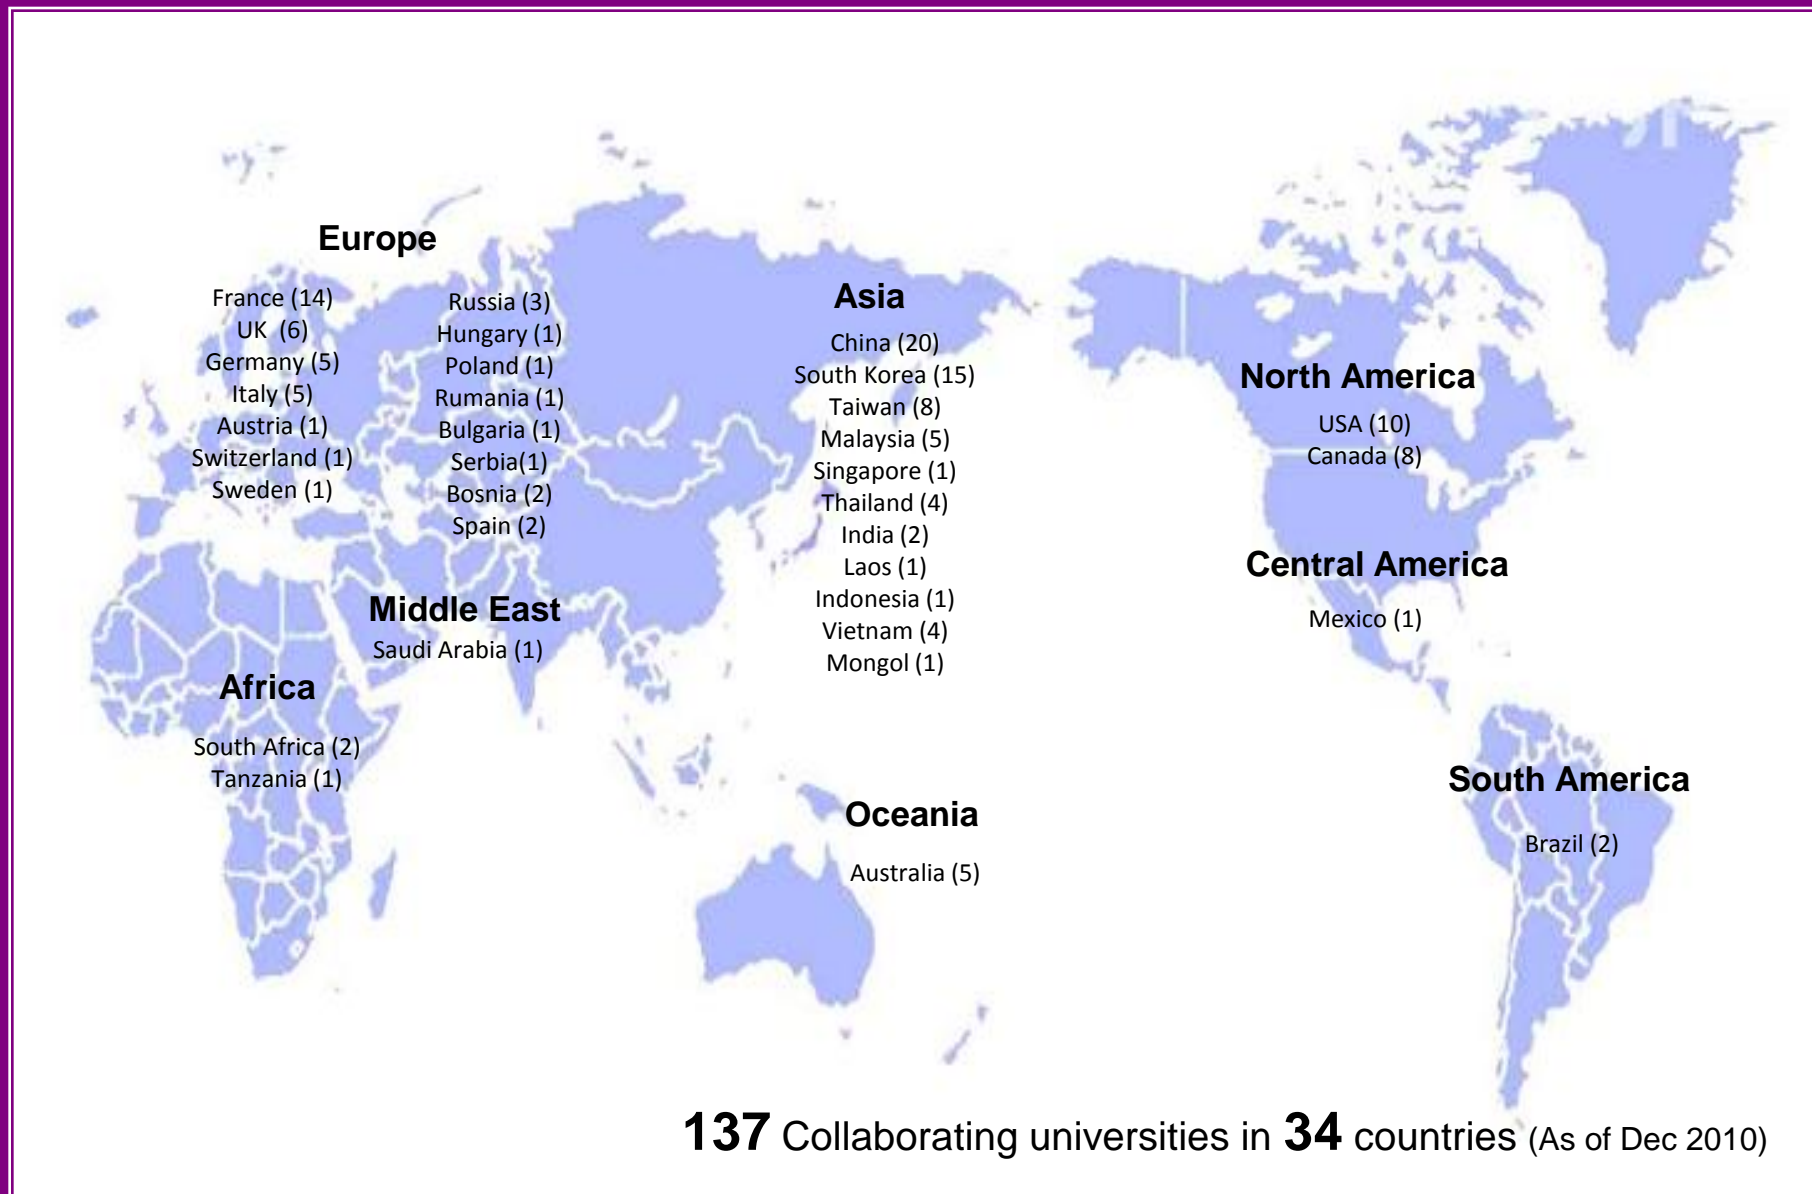 Europe
France (14)
UK  (6)
Germany (5)
Italy (5)
Austria (1)
Switzerland (1)
Sweden (1)
Russia (3)
Hungary (1)
Poland (1)
Rumania (1)
Bulgaria (1)
Serbia(1)
Bosnia (2)
Spain (2)
Asia
China (20)
South Korea (15)
Taiwan (8)
Malaysia (5)
Singapore (1)
Thailand (4)
India (2)
Laos (1)
Indonesia (1)
Vietnam (4)
Mongol (1)
North America
USA (10)
Canada (8)
Central America
Mexico (1)
Middle East
Saudi Arabia (1)
Africa
South Africa (2)
Tanzania (1)
Oceania
Australia (5)
South America
Brazil (2)
137 Collaborating universities in 34 countries (As of Dec 2010)